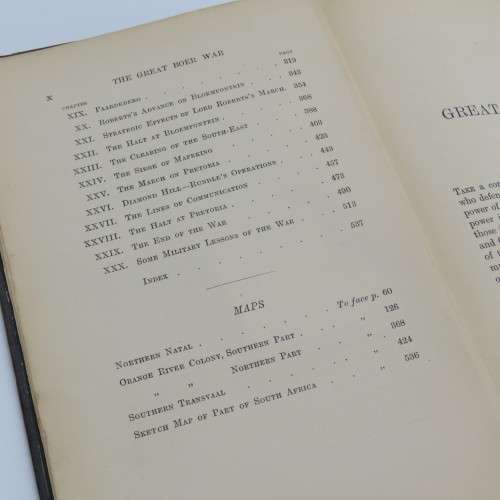 X THE GREAT BOER WAR
CHAPTER PAGE
XIX. PAARDEBERG . . . . . . . 319
XX. ROBERTS'S ADVANCE ON BLOEMFONTEIN . . 343
XXI. STRATEGIC EFFECTS OF LORD ROBERTS'S MARCH. 354
XXII. THE HALT AT BLOEMFONTEIN . . . . 368
XXIII. THE CLEARING OF THE SOUTH-EAST . . . 388
XXIV. THE SIEGE OF MAFEKING . . . .
XXV. THE MARCH ON PRETORIA . . . . 425
XXVI. DIAMOND HILL—RUNDLE'S OPERATIONS . . 443
XXVII. THE LINES OF COMMUNICATION . . . 457
XXVIII. THE HALT AT PRETORIA . . . . . 473
XXIX. THE END OF THE WAR . . . . . 490
XXX. SOME MILITARY LESSONS OF THE WAR . . 513
INDEX . . . . . . . 537
MAPS
NORTHERN NATAL . . . . . To face p. 60
ORANGE RIVER COLONY, SOUTHERN PART . . " 126
" " NORTHERN PART . . " 368
SOUTHERN TRANSVAAL . . . . . " 424
SKETCH MAP OF PART OF SOUTH AFRICA . . " 536
GREAT
TAKE a co
who defen
power of
power
those
and
of
ma